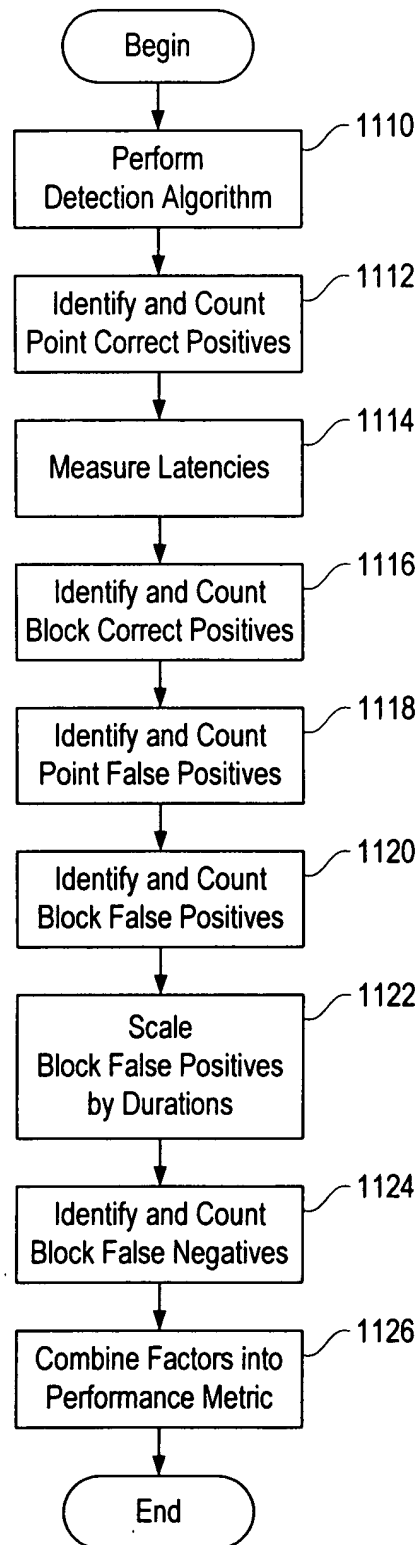 Begin
1110
Perform
Detection Algorithm
1112
Identify and Count
Point Correct Positives
1114
Measure Latencies
1116
Identify and Count
Block Correct Positives
1118
Identify and Count
Point False Positives
1120
Identify and Count
Block False Positives
1122
Scale
Block False Positives
by Durations
1124
Identify and Count
Block False Negatives
1126
Combine Factors into
Performance Metric
End